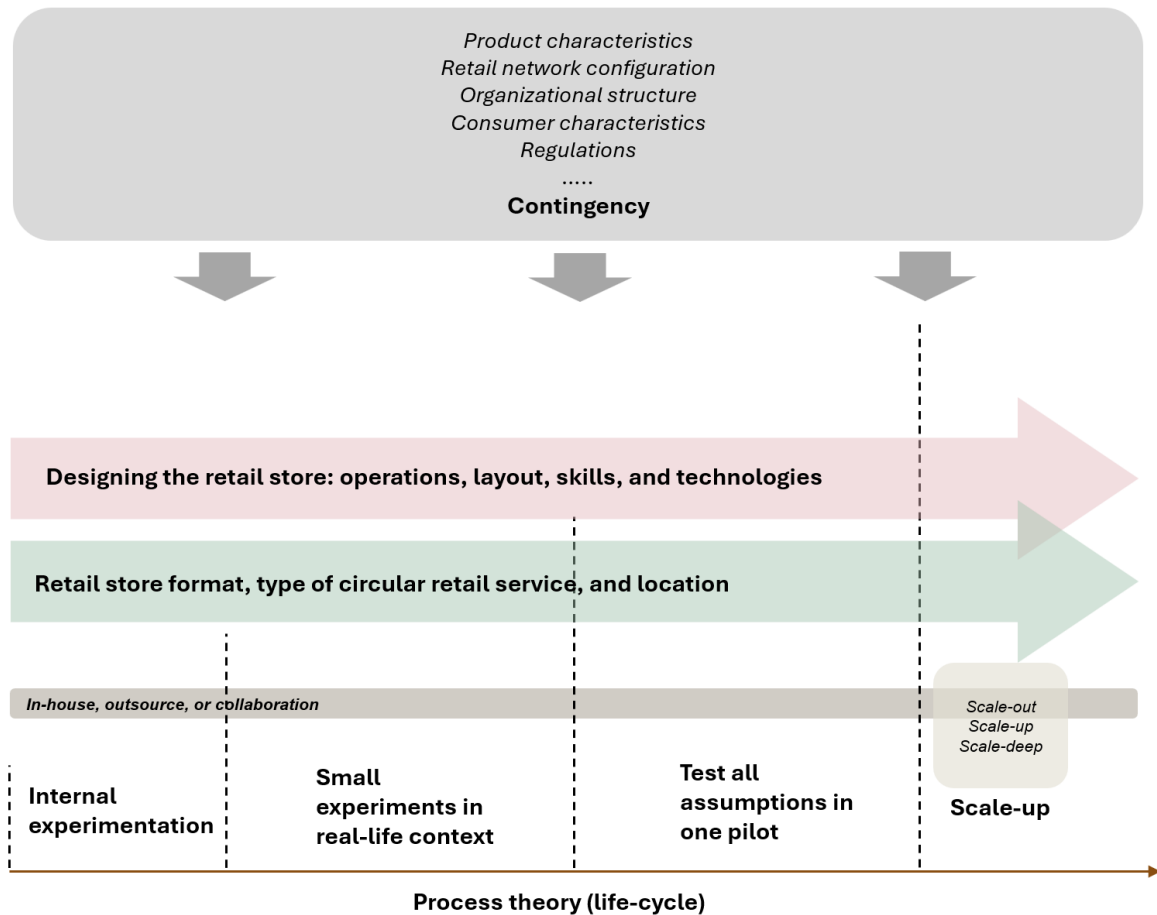 Product characteristics
Retail network configuration
Organizational structure
Consumer characteristics
Regulations
.....
Contingency
Designing the retail store: operations, layout, skills, and technologies
Retail store format, type of circular retail service, and location
In-house, outsource, or collaboration
Scale-out
Scale-up
Scale-deep
Internal
experimentation
Small
experiments in
real-life context
Test all
assumptions in
one pilot
Scale-up
Process theory (life-cycle)